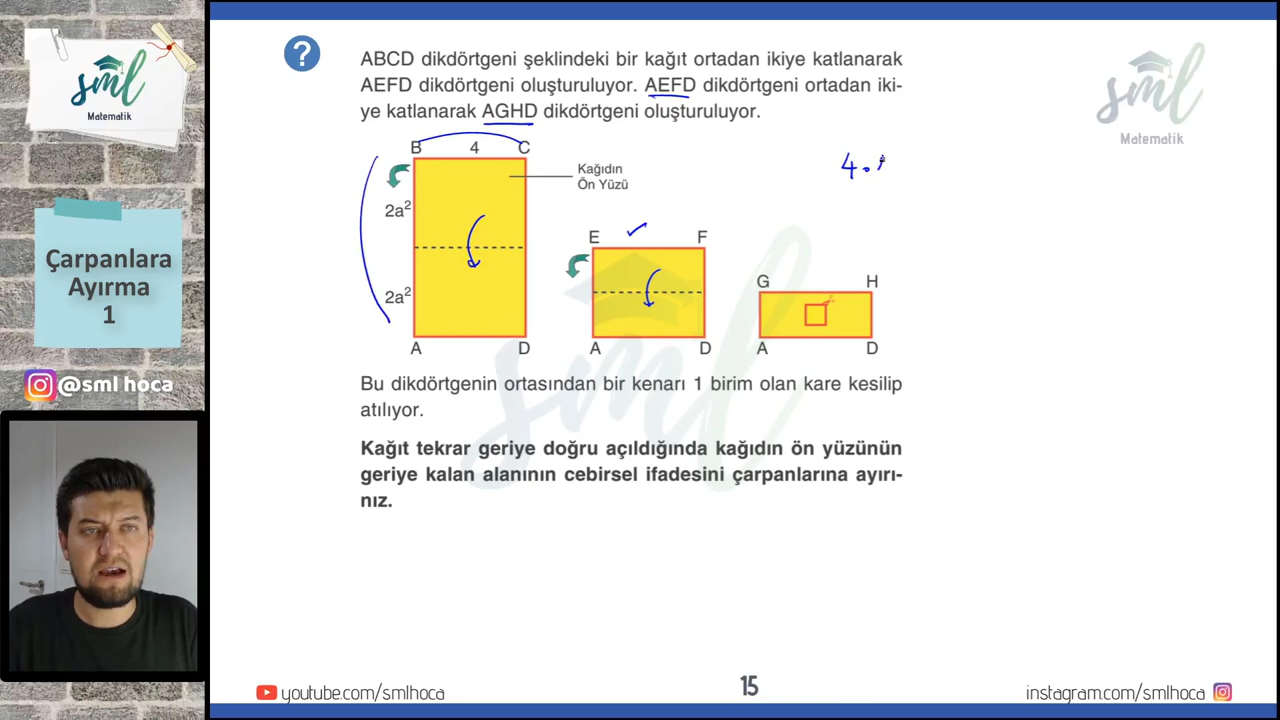 sml
Matematik
Çarpanlara
Ayırma
1
@sml hoca
?
ABCD dikdörtgeni şeklindeki bir kağıt ortadan ikiye katlanarak
AEFD dikdörtgeni oluşturuluyor. AEFD dikdörtgeni ortadan iki-
ye katlanarak AGHD dikdörtgeni oluşturuluyor.
B 4 C
Kağıdın
Ön Yüzü
2a²
2a²
A D
E F
A D
G H
A D
4.
Bu dikdörtgenin ortasından bir kenarı 1 birim olan kare kesilip
atılıyor.
Kağıt tekrar geriye doğru açıldığında kağıdın ön yüzünün
geriye kalan alanının cebirsel ifadesini çarpanlarına ayırı-
nız.
sml
Matematik
sml
youtube.com/smlhoca
15
instagram.com/smlhoca